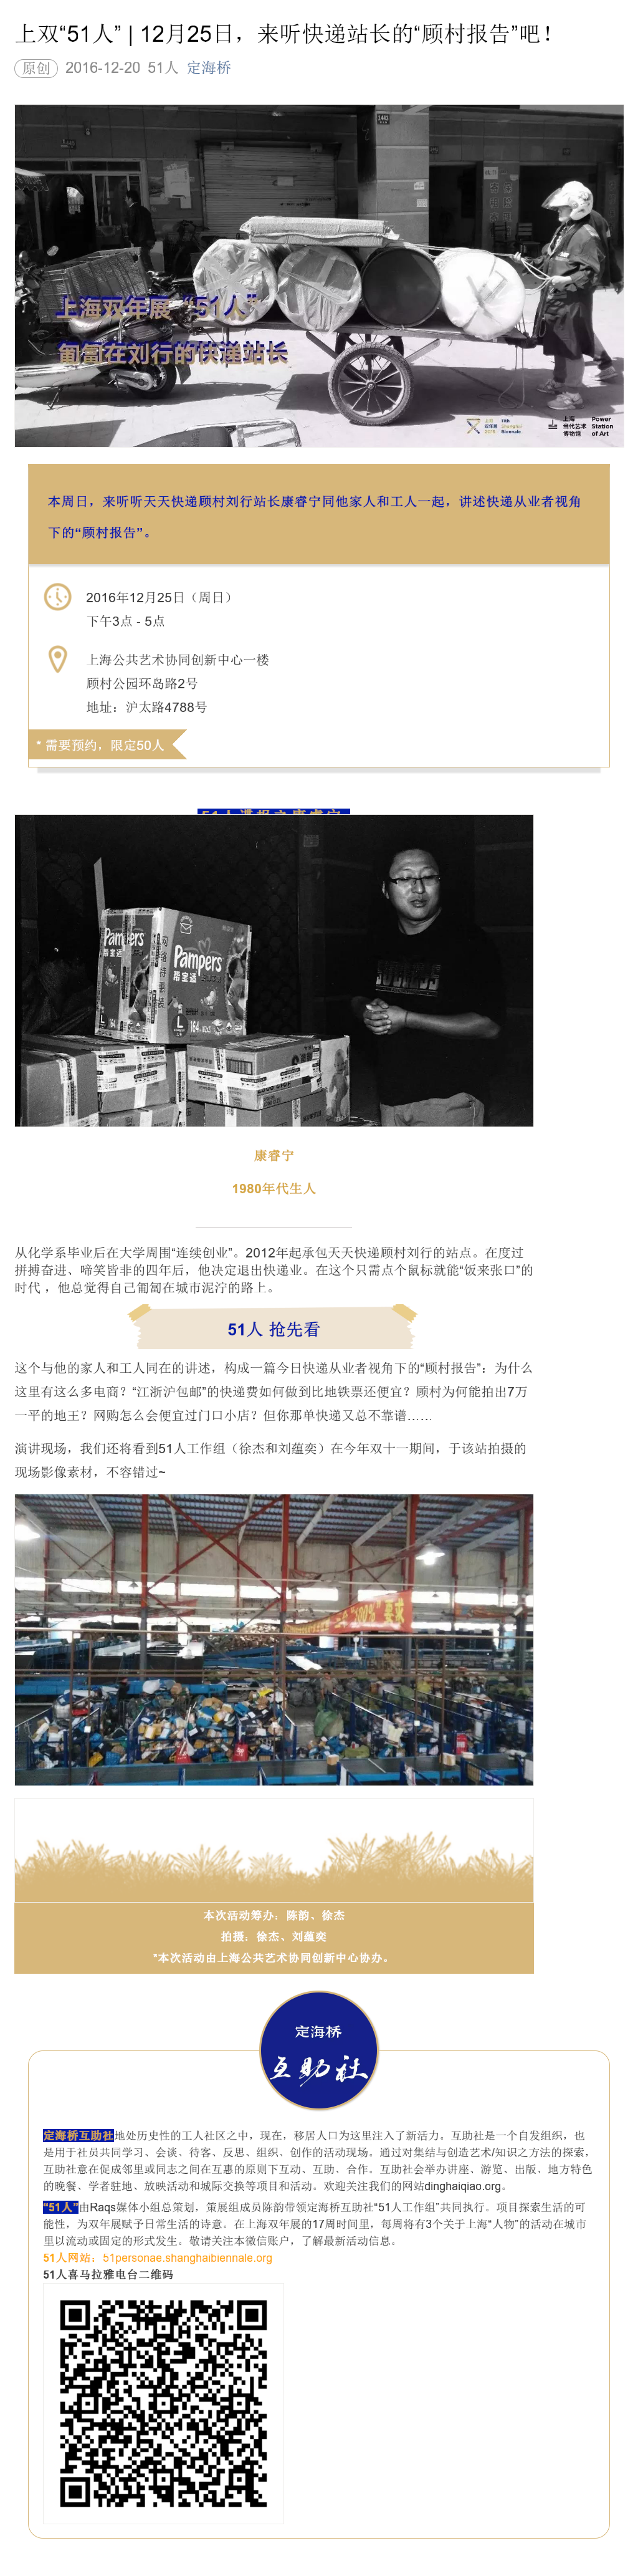 上双“51人” | 12月25日，来听快递站长的“顾村报告”吧！
原创 2016-12-20 51人 定海桥
1443
上海双年展 “51人”
匍匐在刘行的快递站长
上海
双年展
2016
11th
Shanghai
Biennale
上海
当代艺术
博物馆
Power
Station
of Art
本周日，来听听天天快递顾村刘行站长康睿宁同他家人和工人一起，讲述快递从业者视角
下的“顾村报告”。
2016年12月25日（周日）
下午3点 - 5点
上海公共艺术协同创新中心一楼
顾村公园环岛路2号
地址：沪太路4788号
* 需要预约，限定50人
51人谍报之康睿宁
Pampers
帮宝适
Pampers
帮宝适
L
164
康睿宁
1980年代生人
从化学系毕业后在大学周围“连续创业”。2012年起承包天天快递顾村刘行的站点。在度过
拼搏奋进、啼笑皆非的四年后，他决定退出快递业。在这个只需点个鼠标就能“饭来张口”的
时代 ，他总觉得自己匍匐在城市泥泞的路上。
51人 抢先看
这个与他的家人和工人同在的讲述，构成一篇今日快递从业者视角下的“顾村报告”：为什么
这里有这么多电商？“江浙沪包邮”的快递费如何做到比地铁票还便宜？顾村为何能拍出7万
一平的地王？网购怎么会便宜过门口小店？但你那单快递又总不靠谱……
演讲现场，我们还将看到51人工作组（徐杰和刘蕴奕）在今年双十一期间，于该站拍摄的
现场影像素材，不容错过~
要求
本次活动筹办：陈韵、徐杰
拍摄：徐杰、刘蕴奕
*本次活动由上海公共艺术协同创新中心协办。
定海桥
互助社
定海桥互助社地处历史性的工人社区之中，现在，移居人口为这里注入了新活力。互助社是一个自发组织，也
是用于社员共同学习、会谈、待客、反思、组织、创作的活动现场。通过对集结与创造艺术/知识之方法的探索，
互助社意在促成邻里或同志之间在互惠的原则下互动、互助、合作。互助社会举办讲座、游览、出版、地方特色
的晚餐、学者驻地、放映活动和城际交换等项目和活动。欢迎关注我们的网站dinghaiqiao.org。
“51人”由Raqs媒体小组总策划，策展组成员陈韵带领定海桥互助社“51人工作组”共同执行。项目探索生活的可
能性，为双年展赋予日常生活的诗意。在上海双年展的17周时间里，每周将有3个关于上海“人物”的活动在城市
里以流动或固定的形式发生。敬请关注本微信账户，了解最新活动信息。
51人网站：51personae.shanghaibiennale.org
51人喜马拉雅电台二维码